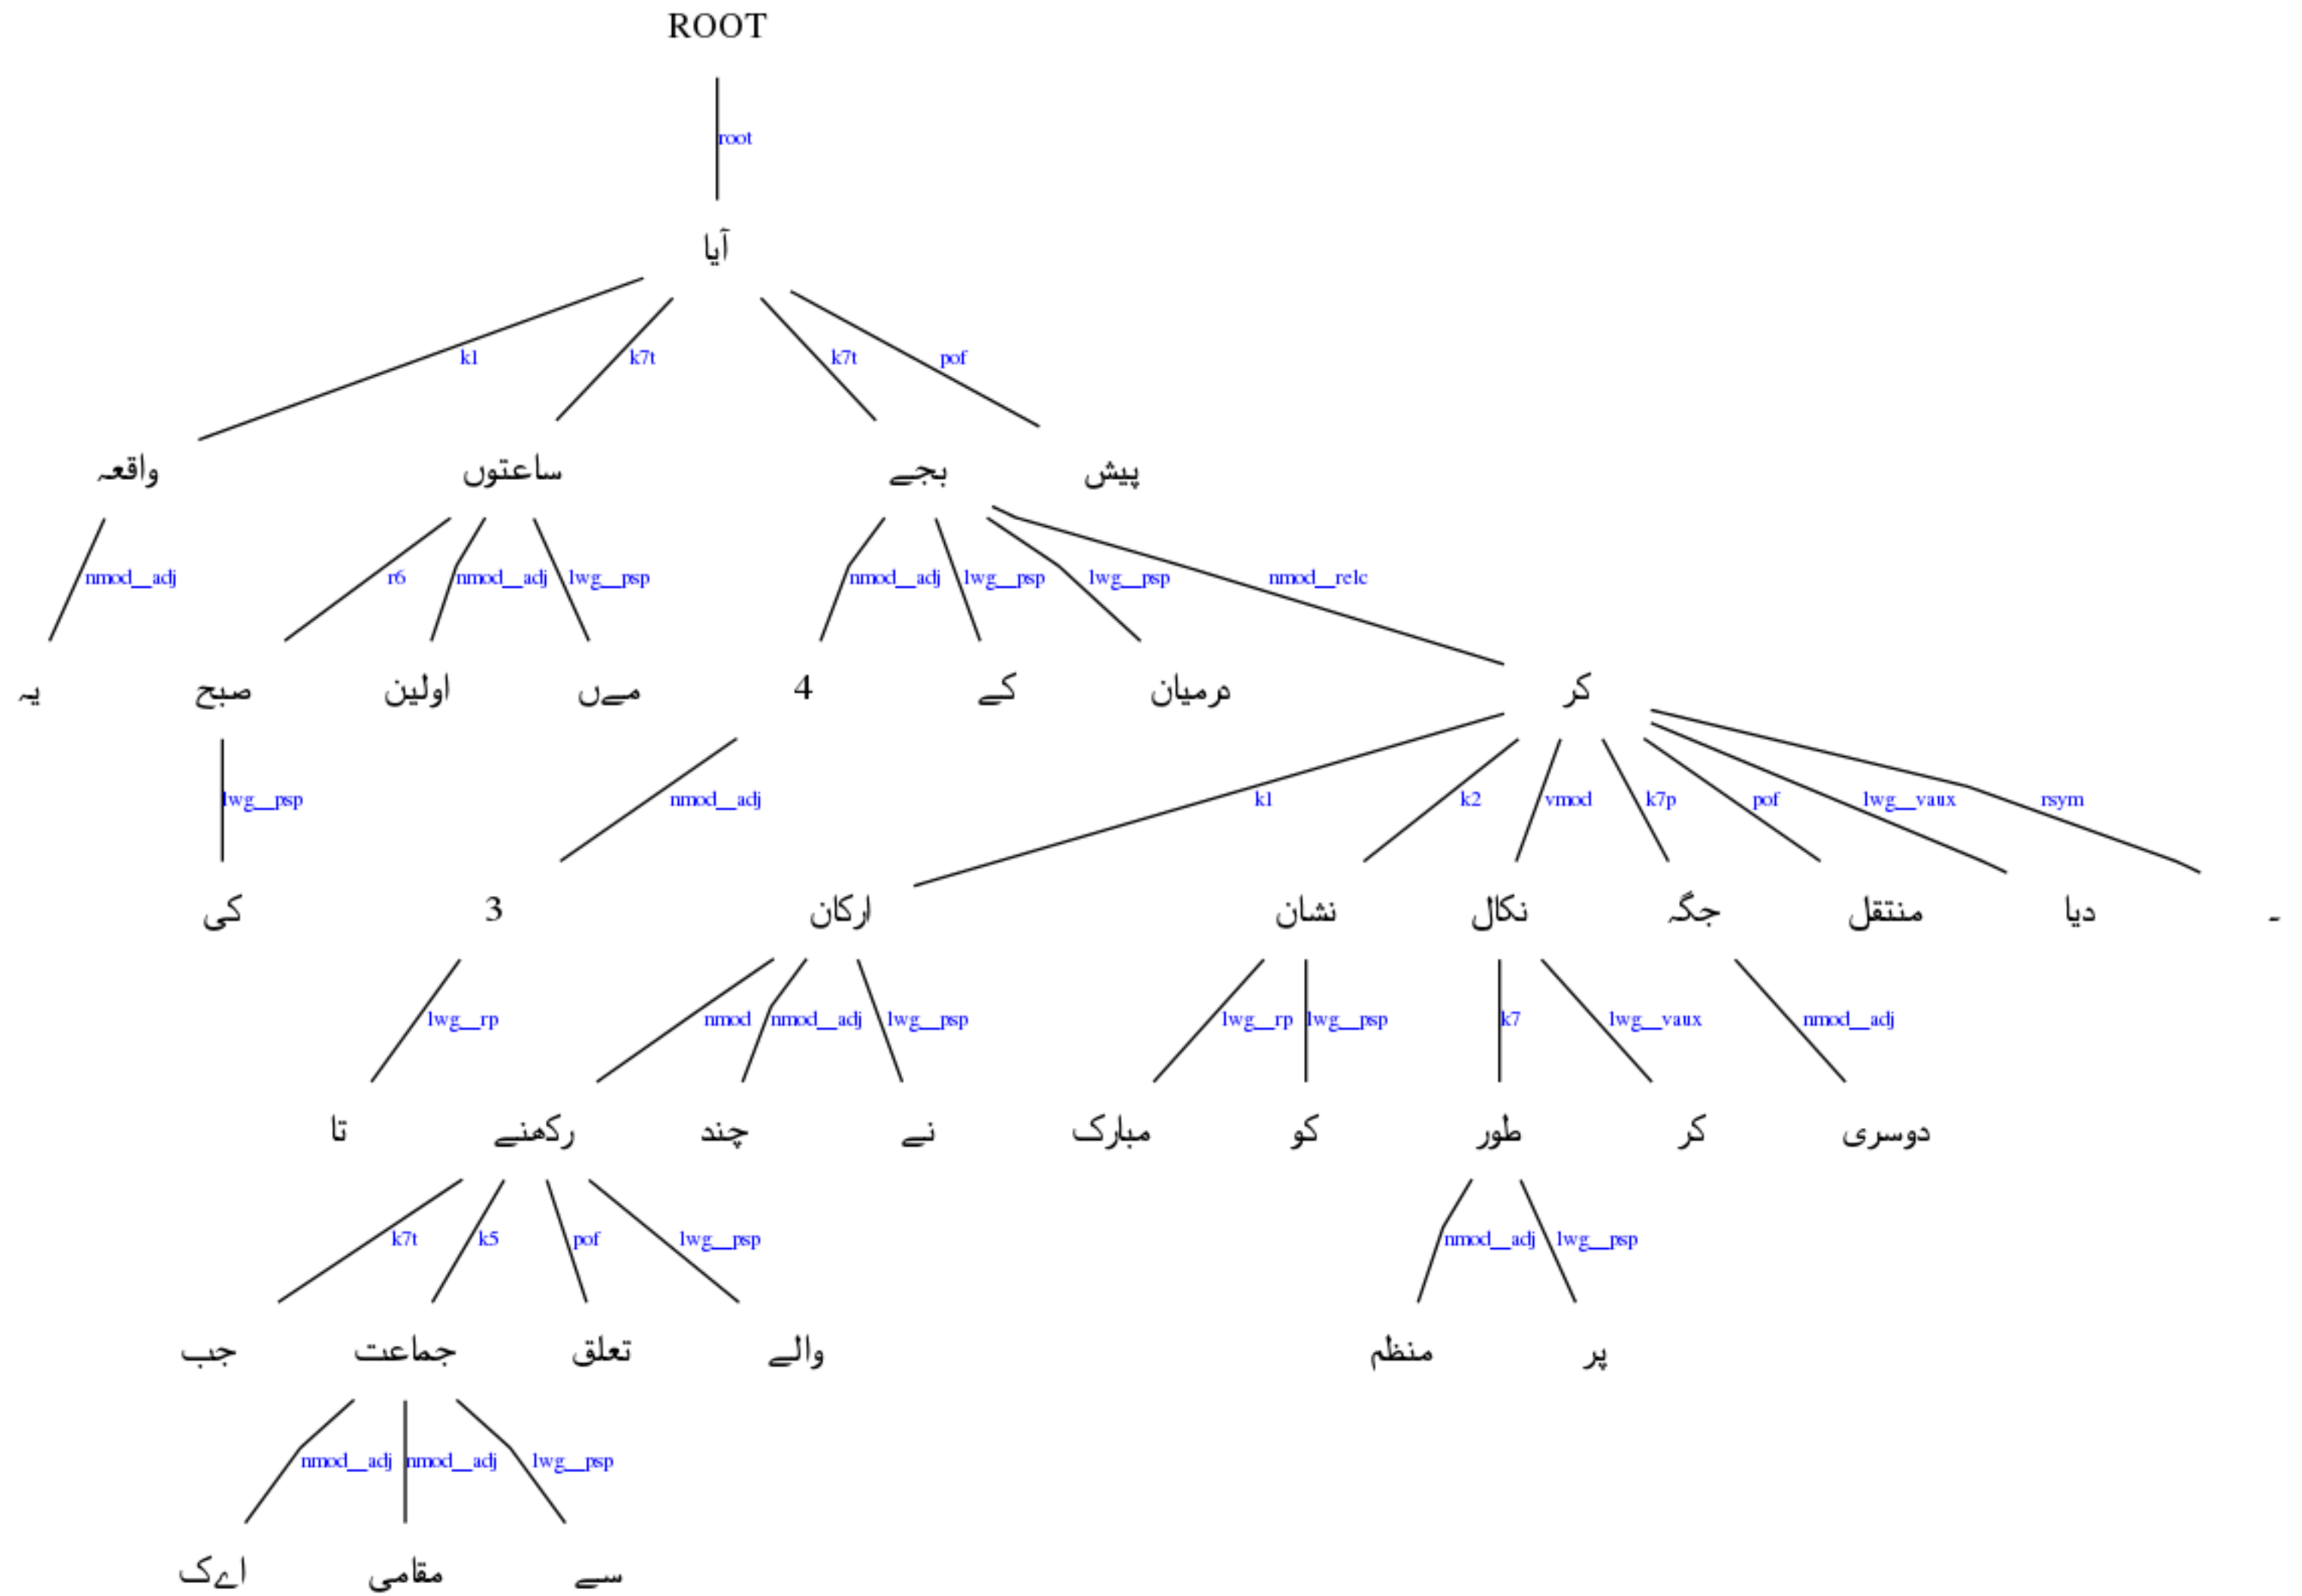 ROOT
root
آیا
k1 k7t k7t pof
واقعہ ساعتوں بجے پیش
nmod__adj r6 nmod__adj lwg__psp nmod__adj lwg__psp lwg__psp nmod__relc
یہ صبح اولین مےں 4 کے درمیان کر
lwg__psp nmod__adj k1 k2 vmod k7p pof lwg__vaux rsym
کی 3 ارکان نشان نکال جگہ منتقل دیا ۔
lwg__rp nmod nmod__adj lwg__psp lwg__rp lwg__psp k7 lwg__vaux nmod__adj
تا رکھنے چند نے مبارک کو طور کر دوسری
k7t k5 pof lwg__psp nmod__adj lwg__psp
جب جماعت تعلق والے منظم پر
nmod__adj nmod__adj lwg__psp
اےک مقامی سے